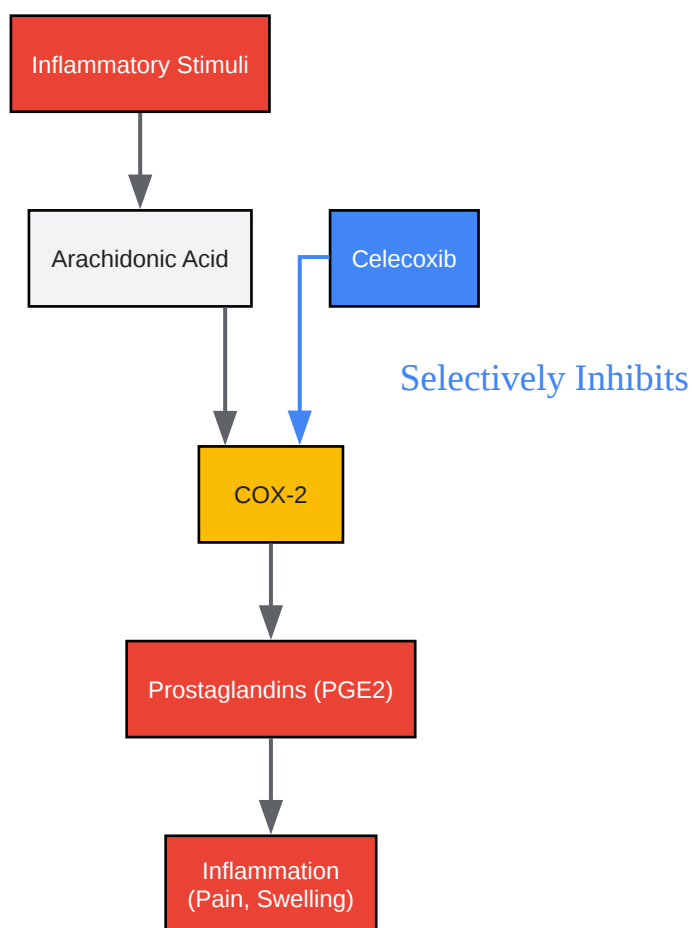 Inflammatory Stimuli
Arachidonic Acid
Celecoxib
Selectively Inhibits
COX-2
Prostaglandins (PGE2)
Inflammation
(Pain, Swelling)